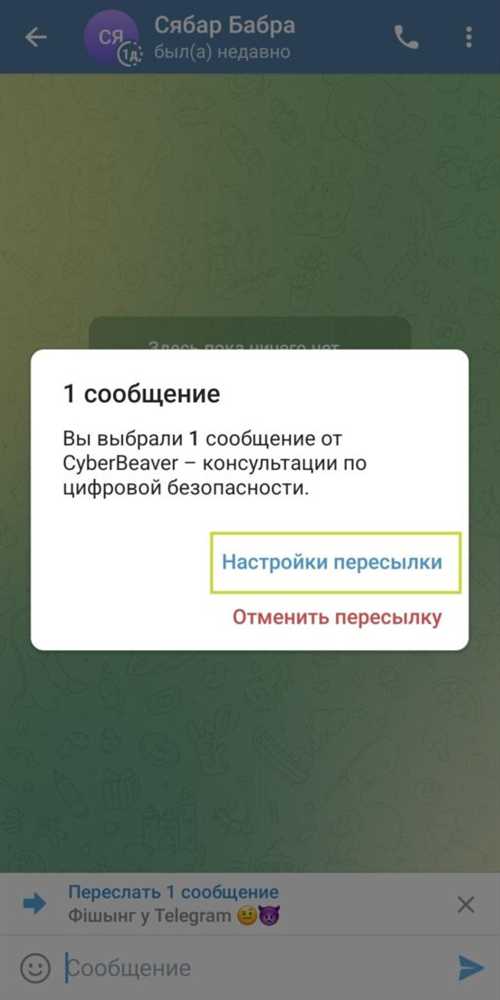 СЯ
1д
Сябар Бабра
был(а) недавно
Здесь пока ничего нет
1 сообщение
Вы выбрали 1 сообщение от
CyberBeaver – консультации по
цифровой безопасности.
Настройки пересылки
Отменить пересылку
Переслать 1 сообщение
Фішынг у Telegram 🤨😈
Сообщение